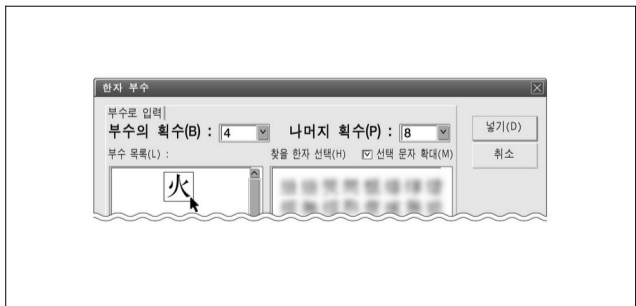 한자 부수
부수로 입력
부수의 획수(B) : 4 나머지 획수(P) : 8 넣기(D)
부수 목록(L) : 찾을 한자 선택(H) 선택 문자 확대(M) 취소
火